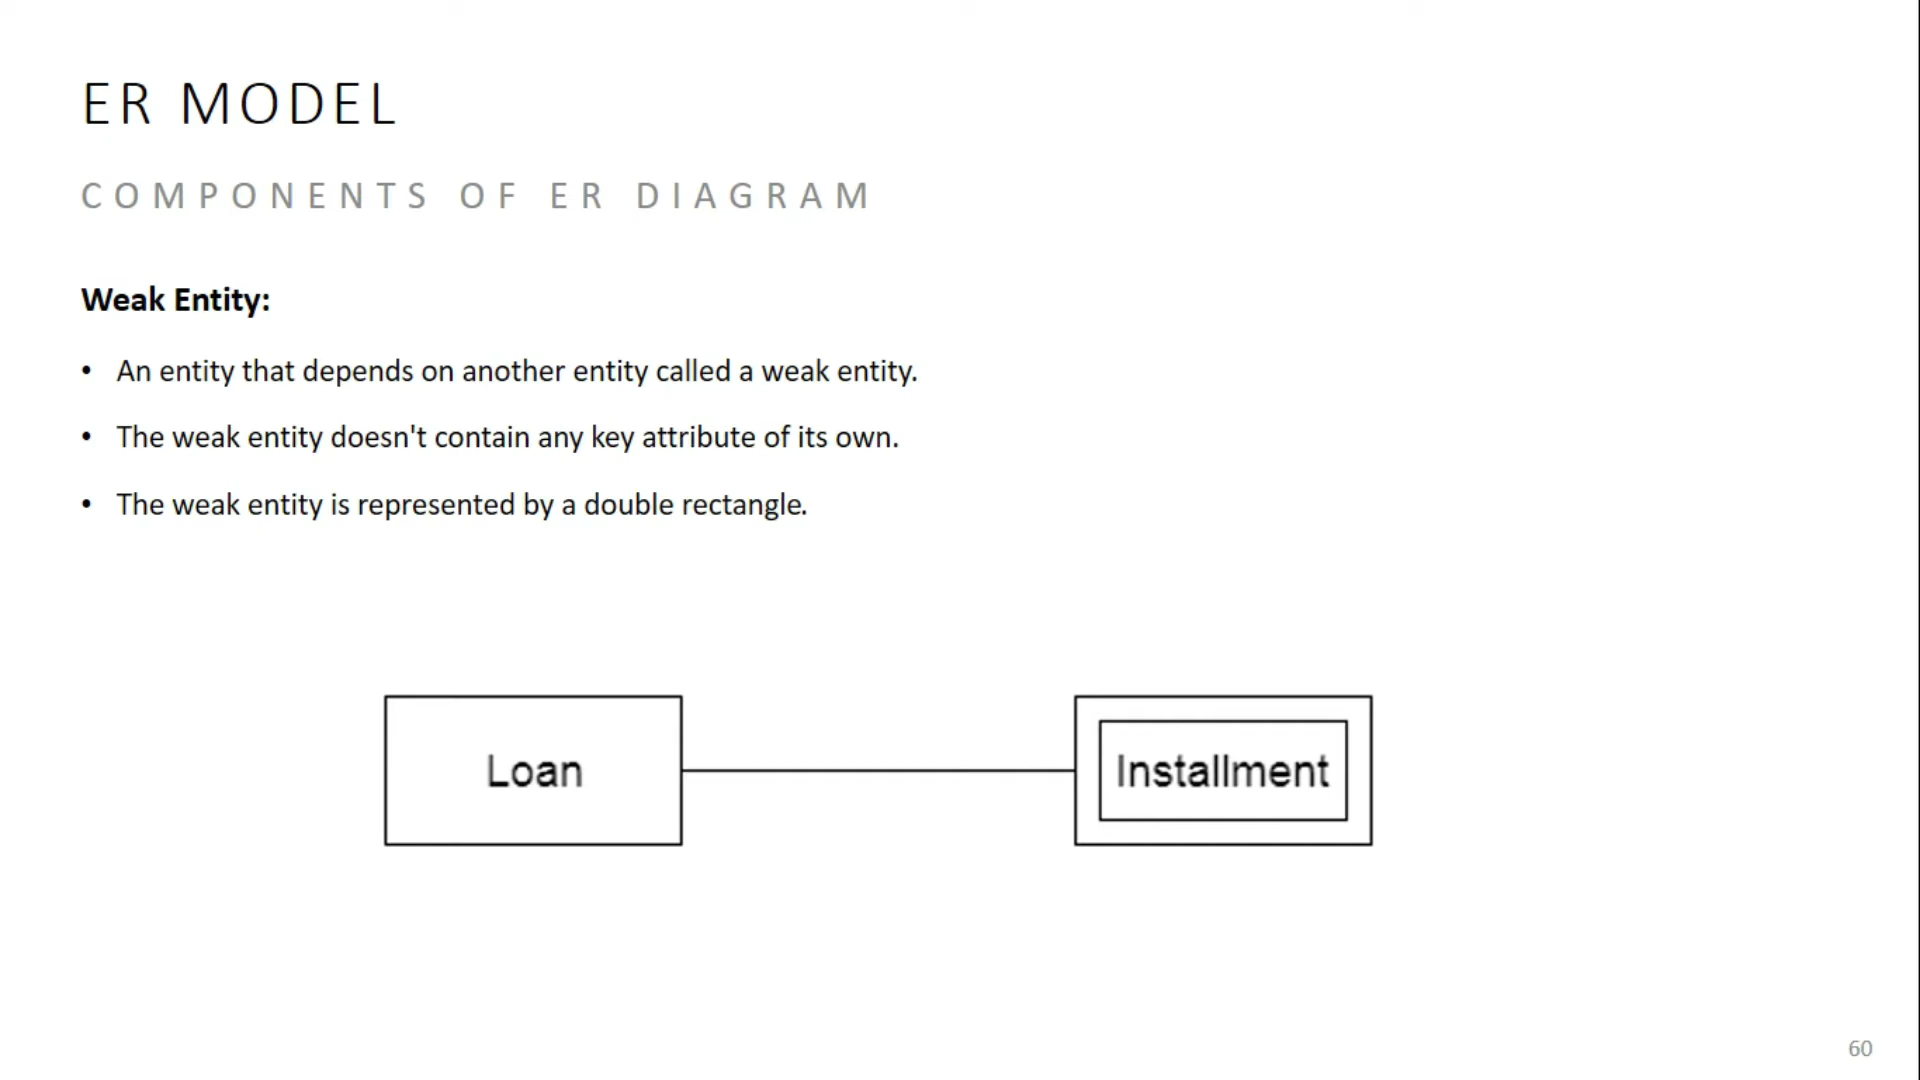 ER MODEL
COMPONENTS OF ER DIAGRAM
Weak Entity:
• An entity that depends on another entity called a weak entity.
• The weak entity doesn't contain any key attribute of its own.
• The weak entity is represented by a double rectangle.
Loan
Installment
60